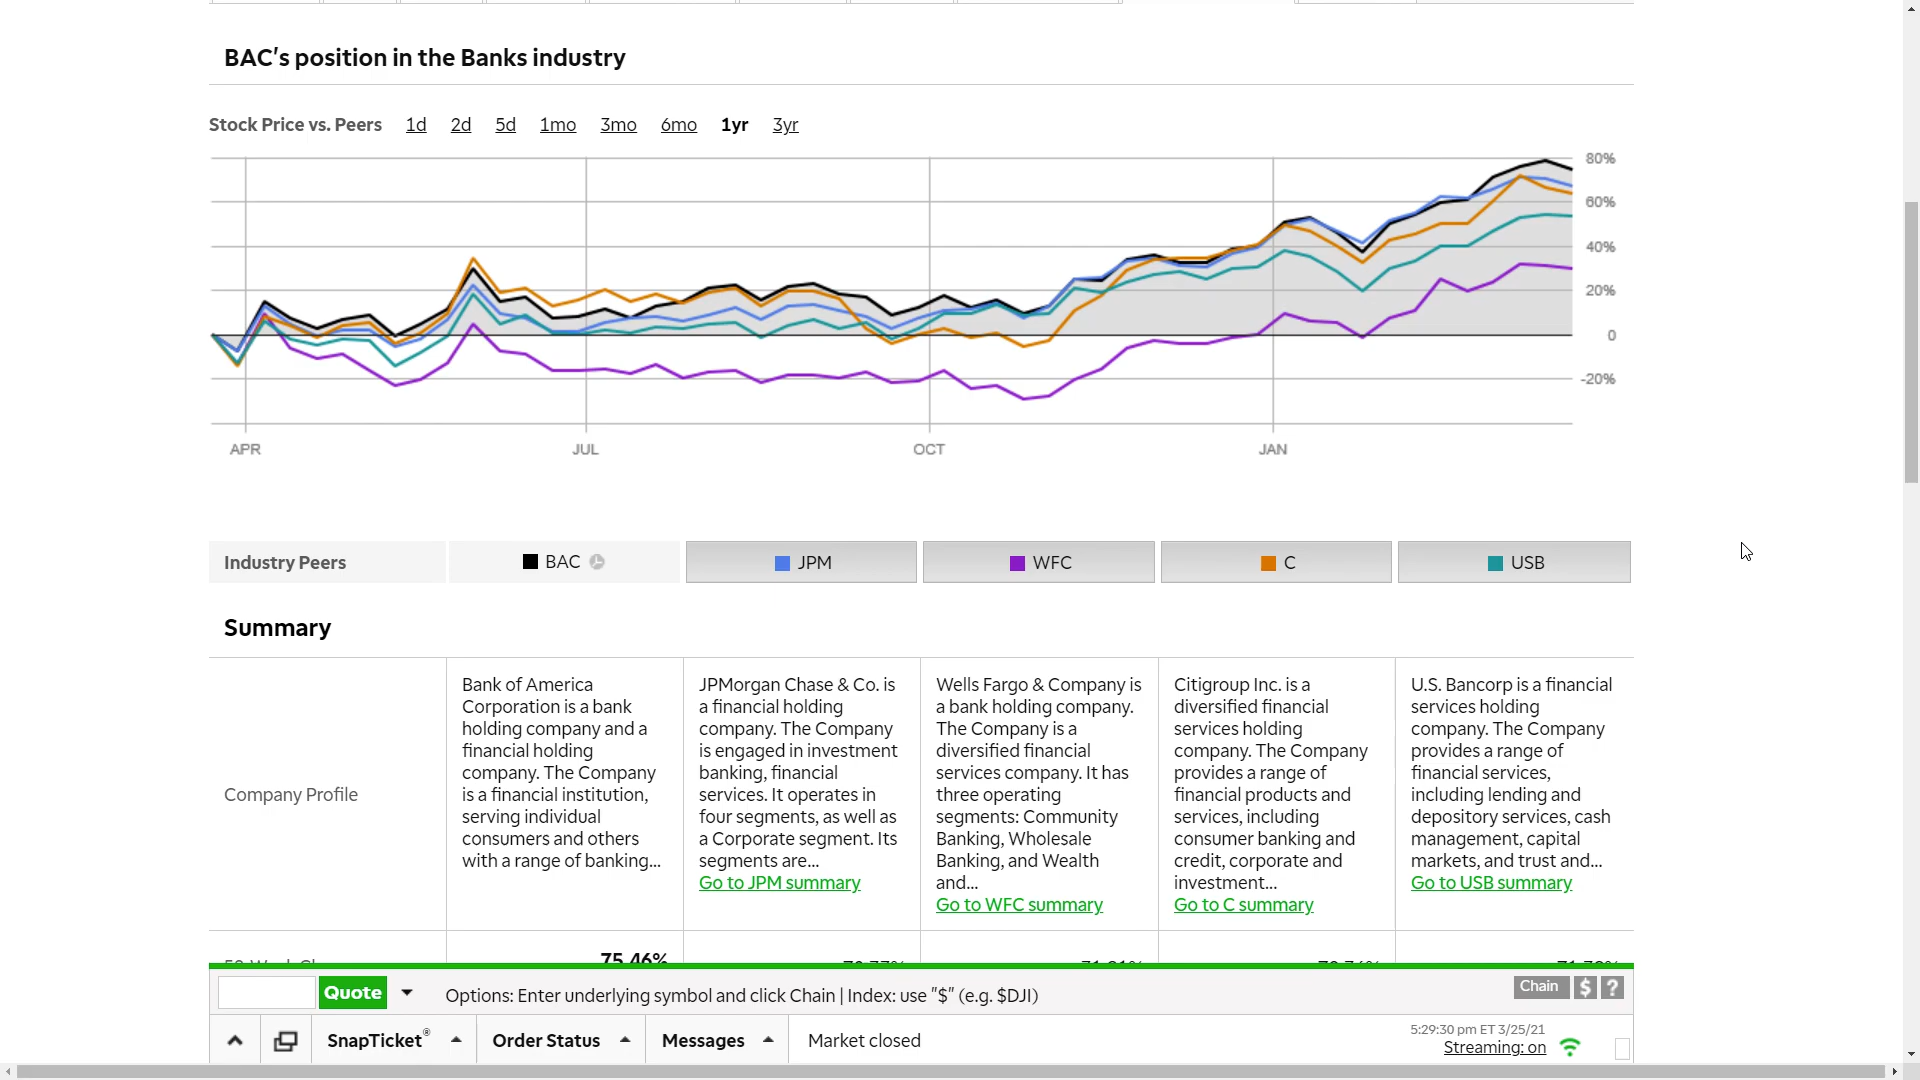 BAC's position in the Banks industry
Stock Price vs. Peers 1d 2d 5d 1mo 3mo 6mo 1yr 3yr
80%
60%
40%
20%
0
-20%
APR JUL OCT JAN
Industry Peers BAC JPM WFC C USB
Summary
Company Profile
Bank of America
Corporation is a bank
holding company and a
financial holding
company. The Company
is a financial institution,
serving individual
consumers and others
with a range of banking...
JPMorgan Chase & Co. is
a financial holding
company. The Company
is engaged in investment
banking, financial
services. It operates in
four segments, as well as
a Corporate segment. Its
segments are...
Go to JPM summary
Wells Fargo & Company is
a bank holding company.
The Company is a
diversified financial
services company. It has
three operating
segments: Community
Banking, Wholesale
Banking, and Wealth
and...
Go to WFC summary
Citigroup Inc. is a
diversified financial
services holding
company. The Company
provides a range of
financial products and
services, including
consumer banking and
credit, corporate and
investment...
Go to C summary
U.S. Bancorp is a financial
services holding
company. The Company
provides a range of
financial services,
including lending and
depository services, cash
management, capital
markets, and trust and...
Go to USB summary
75.46%
Quote Options: Enter underlying symbol and click Chain | Index: use "$" (e.g. $DJI) Chain $ ?
SnapTicket® Order Status Messages Market closed
5:29:30 pm ET 3/25/21
Streaming: on